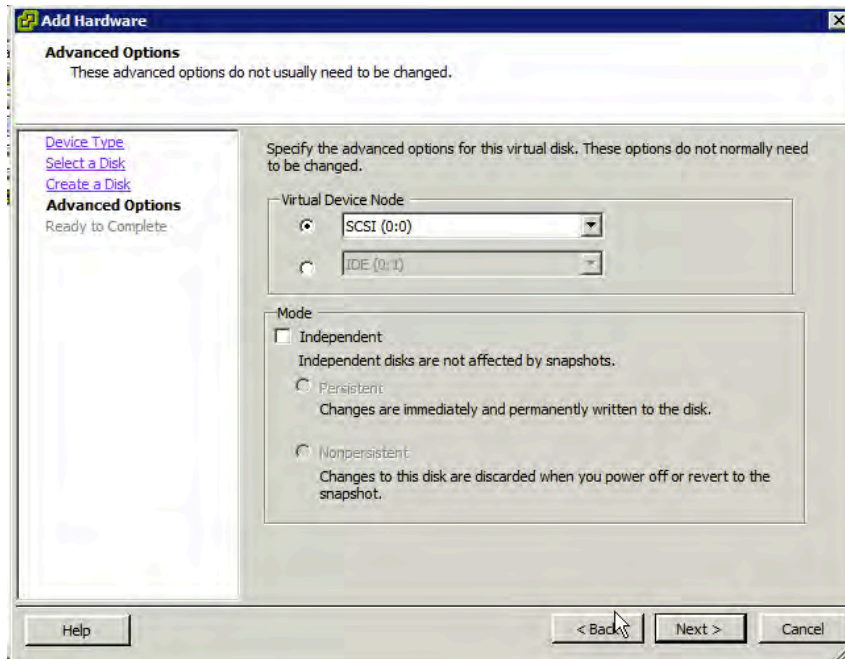 Add Hardware
Advanced Options
These advanced options do not usually need to be changed.
Device Type
Select a Disk
Create a Disk
Advanced Options
Ready to Complete
Specify the advanced options for this virtual disk. These options do not normally need
to be changed.
Virtual Device Node
SCSI (0:0)
IDE (0:1)
Mode
Independent
Independent disks are not affected by snapshots.
Persistent
Changes are immediately and permanently written to the disk.
Nonpersistent
Changes to this disk are discarded when you power off or revert to the
snapshot.
Help
< Back
Next >
Cancel